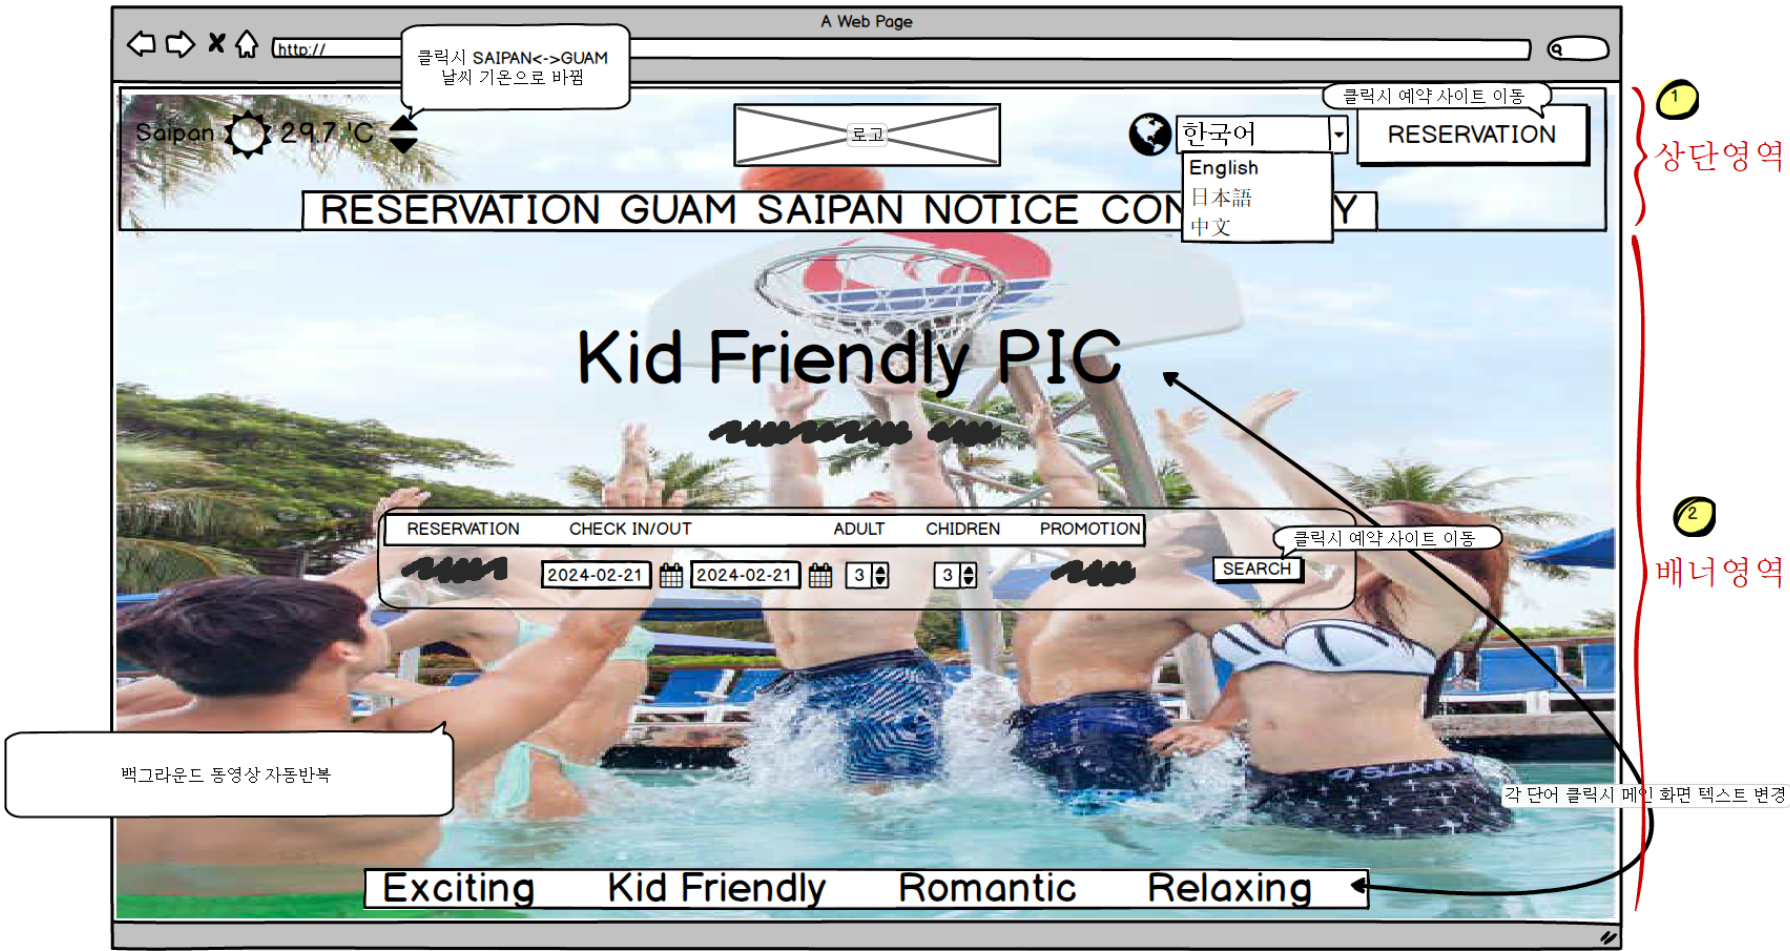 A Web Page
http://
클릭시 SAIPAN<->GUAM
날씨 기온으로 바뀜
클릭시 예약 사이트 이동
1
상단영역
Saipan 29.7 'C
로고
한국어
RESERVATION
English
日本語
中文
RESERVATION GUAM SAIPAN NOTICE CON Y
Kid Friendly PIC
RESERVATION CHECK IN/OUT ADULT CHIDREN PROMOTION
클릭시 예약 사이트 이동
2
배너영역
2024-02-21 2024-02-21 3 3 SEARCH
백그라운드 동영상 자동반복
각 단어 클릭시 메인 화면 텍스트 변경
Exciting Kid Friendly Romantic Relaxing